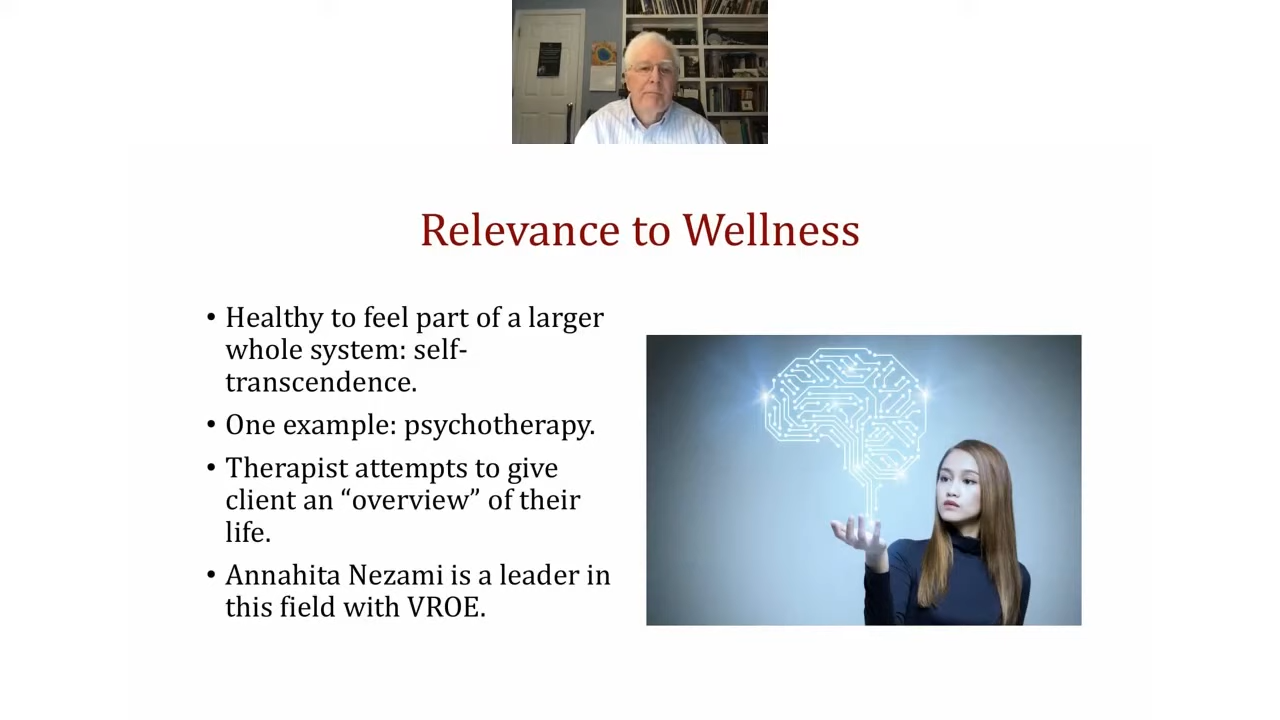 Relevance to Wellness
• Healthy to feel part of a larger
whole system: self-
transcendence.
• One example: psychotherapy.
• Therapist attempts to give
client an “overview” of their
life.
• Annahita Nezami is a leader in
this field with VROE.